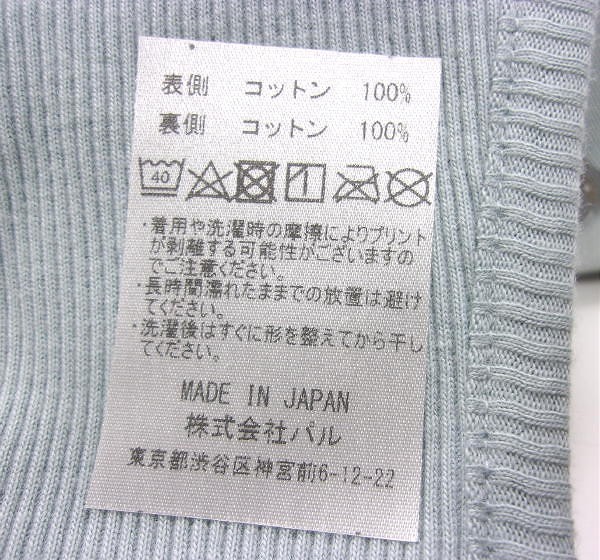 表側 コットン 100%
裏側 コットン 100%
40
・着用や洗濯時の摩擦によりプリント
が剥離する可能性がございますの
でご注意ください。
・長時間濡れたままでの放置は避け
てください。
・洗濯後はすぐに形を整えてから干し
てください。
MADE IN JAPAN
株式会社パル
東京都渋谷区神宮前6-12-22